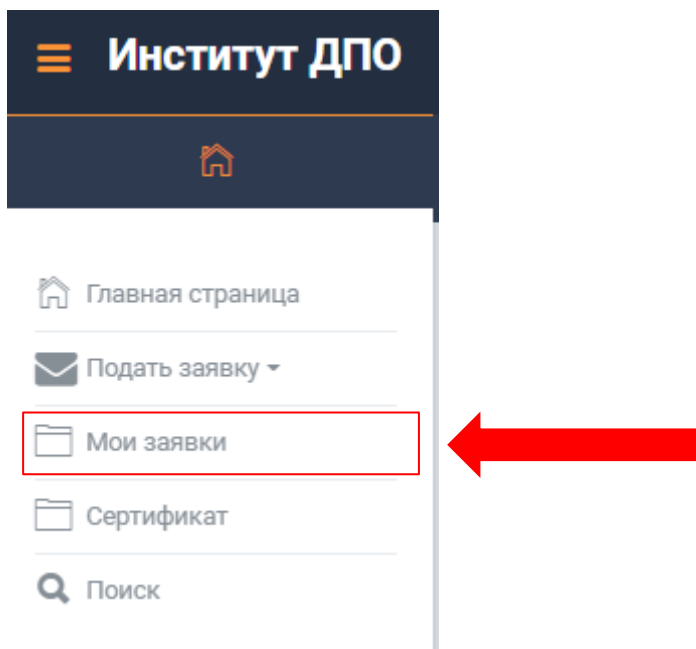 Институт ДПО
Главная страница
Подать заявку
Мои заявки
Сертификат
Поиск